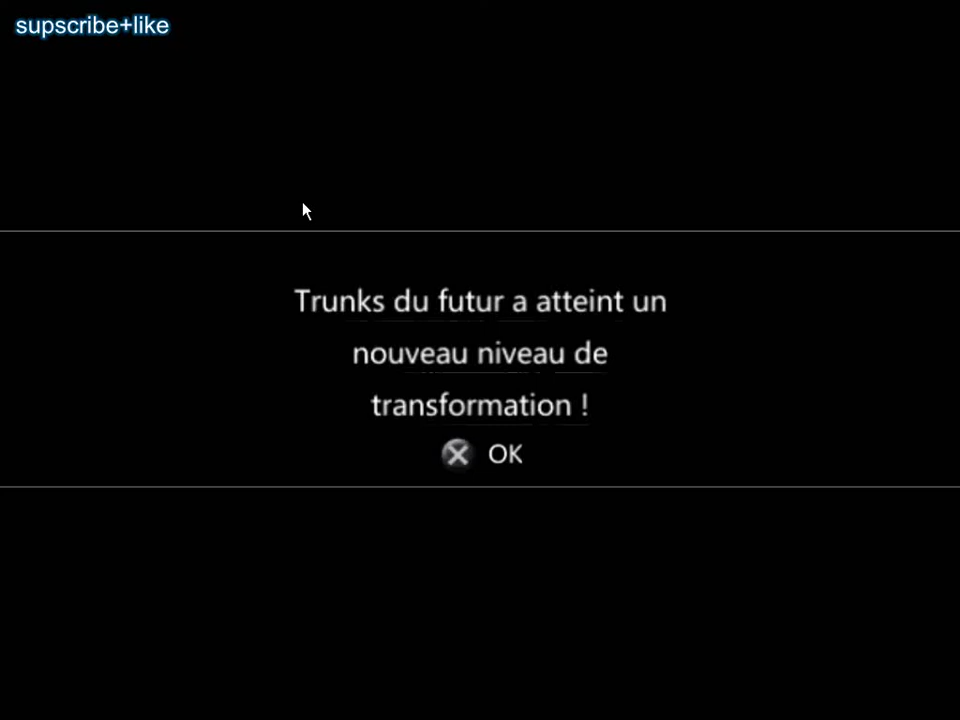 supscribe+like
Trunks du futur a atteint un
nouveau niveau de
transformation !
OK